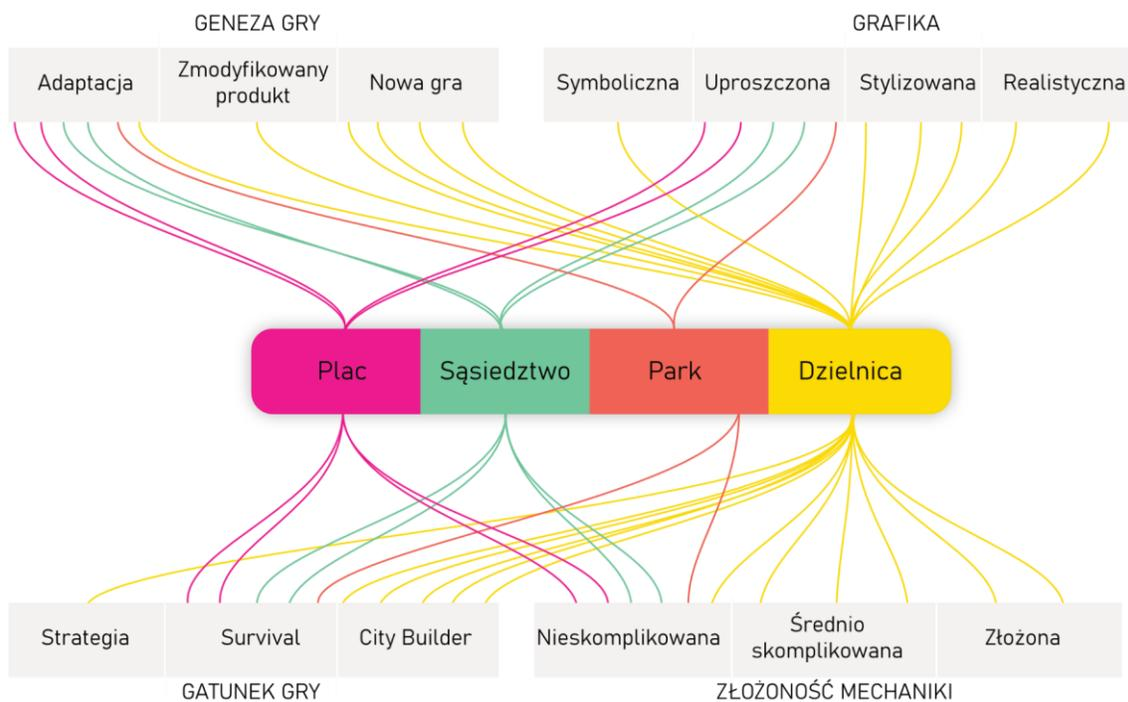 GENEZA GRY
GRAFIKA
Adaptacja
Zmodyfikowany
produkt
Nowa gra
Symboliczna
Uproszczona
Stylizowana
Realistyczna
Plac
Sąsiedztwo
Park
Dzielnica
Strategia
Survival
City Builder
Nieskomplikowana
Średnio
skomplikowana
Złożona
GATUNEK GRY
ZŁOŻONOŚĆ MECHANIKI